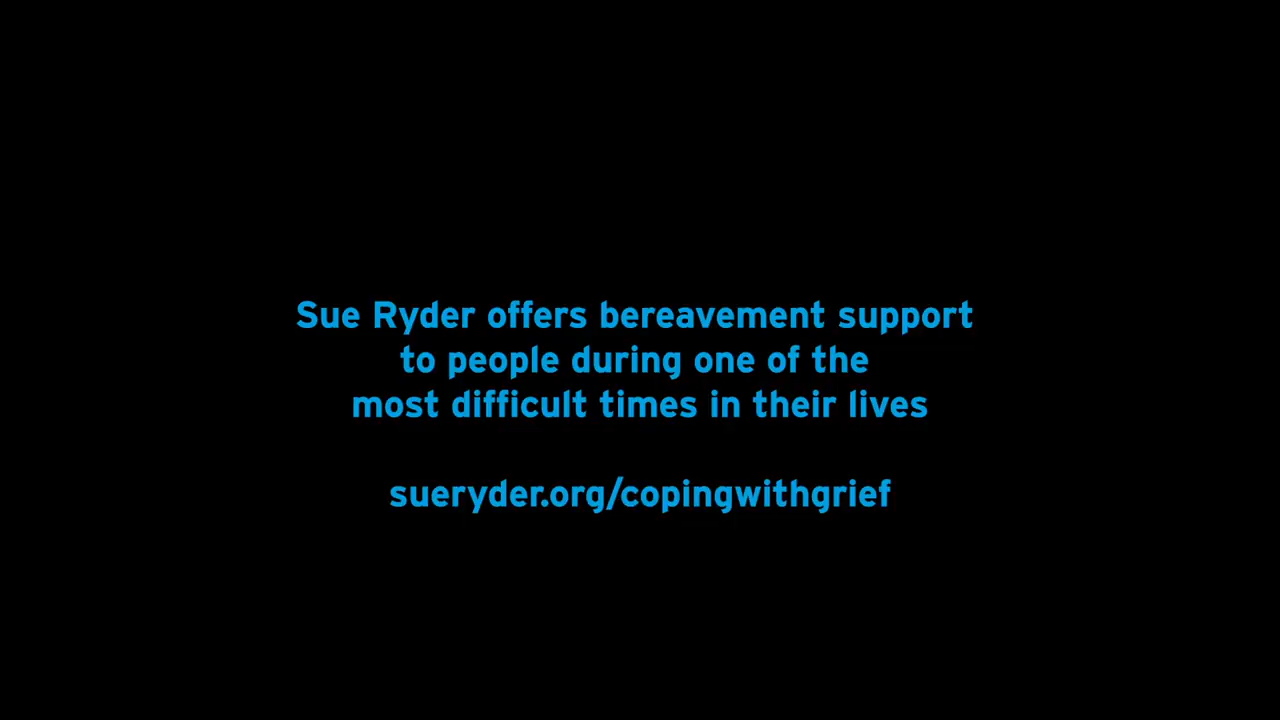 Sue Ryder offers bereavement support
to people during one of the
most difficult times in their lives
sueryder.org/copingwithgrief